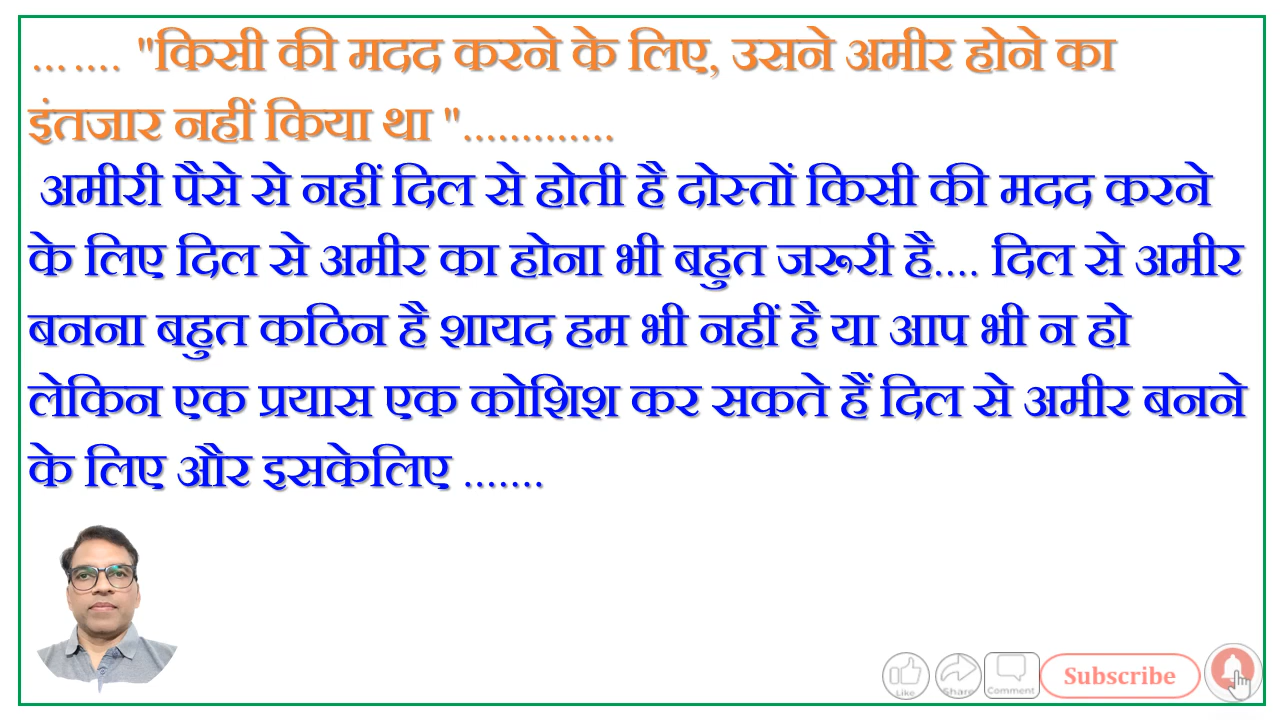 ……. "किसी की मदद करने के लिए, उसने अमीर होने का
इंतजार नहीं किया था ".............
अमीरी पैसे से नहीं दिल से होती है दोस्तों किसी की मदद करने
के लिए दिल से अमीर का होना भी बहुत जरूरी है.... दिल से अमीर
बनना बहुत कठिन है शायद हम भी नहीं है या आप भी न हो
लेकिन एक प्रयास एक कोशिश कर सकते हैं दिल से अमीर बनने
के लिए और इसकेलिए .......
Like Share Comment Subscribe